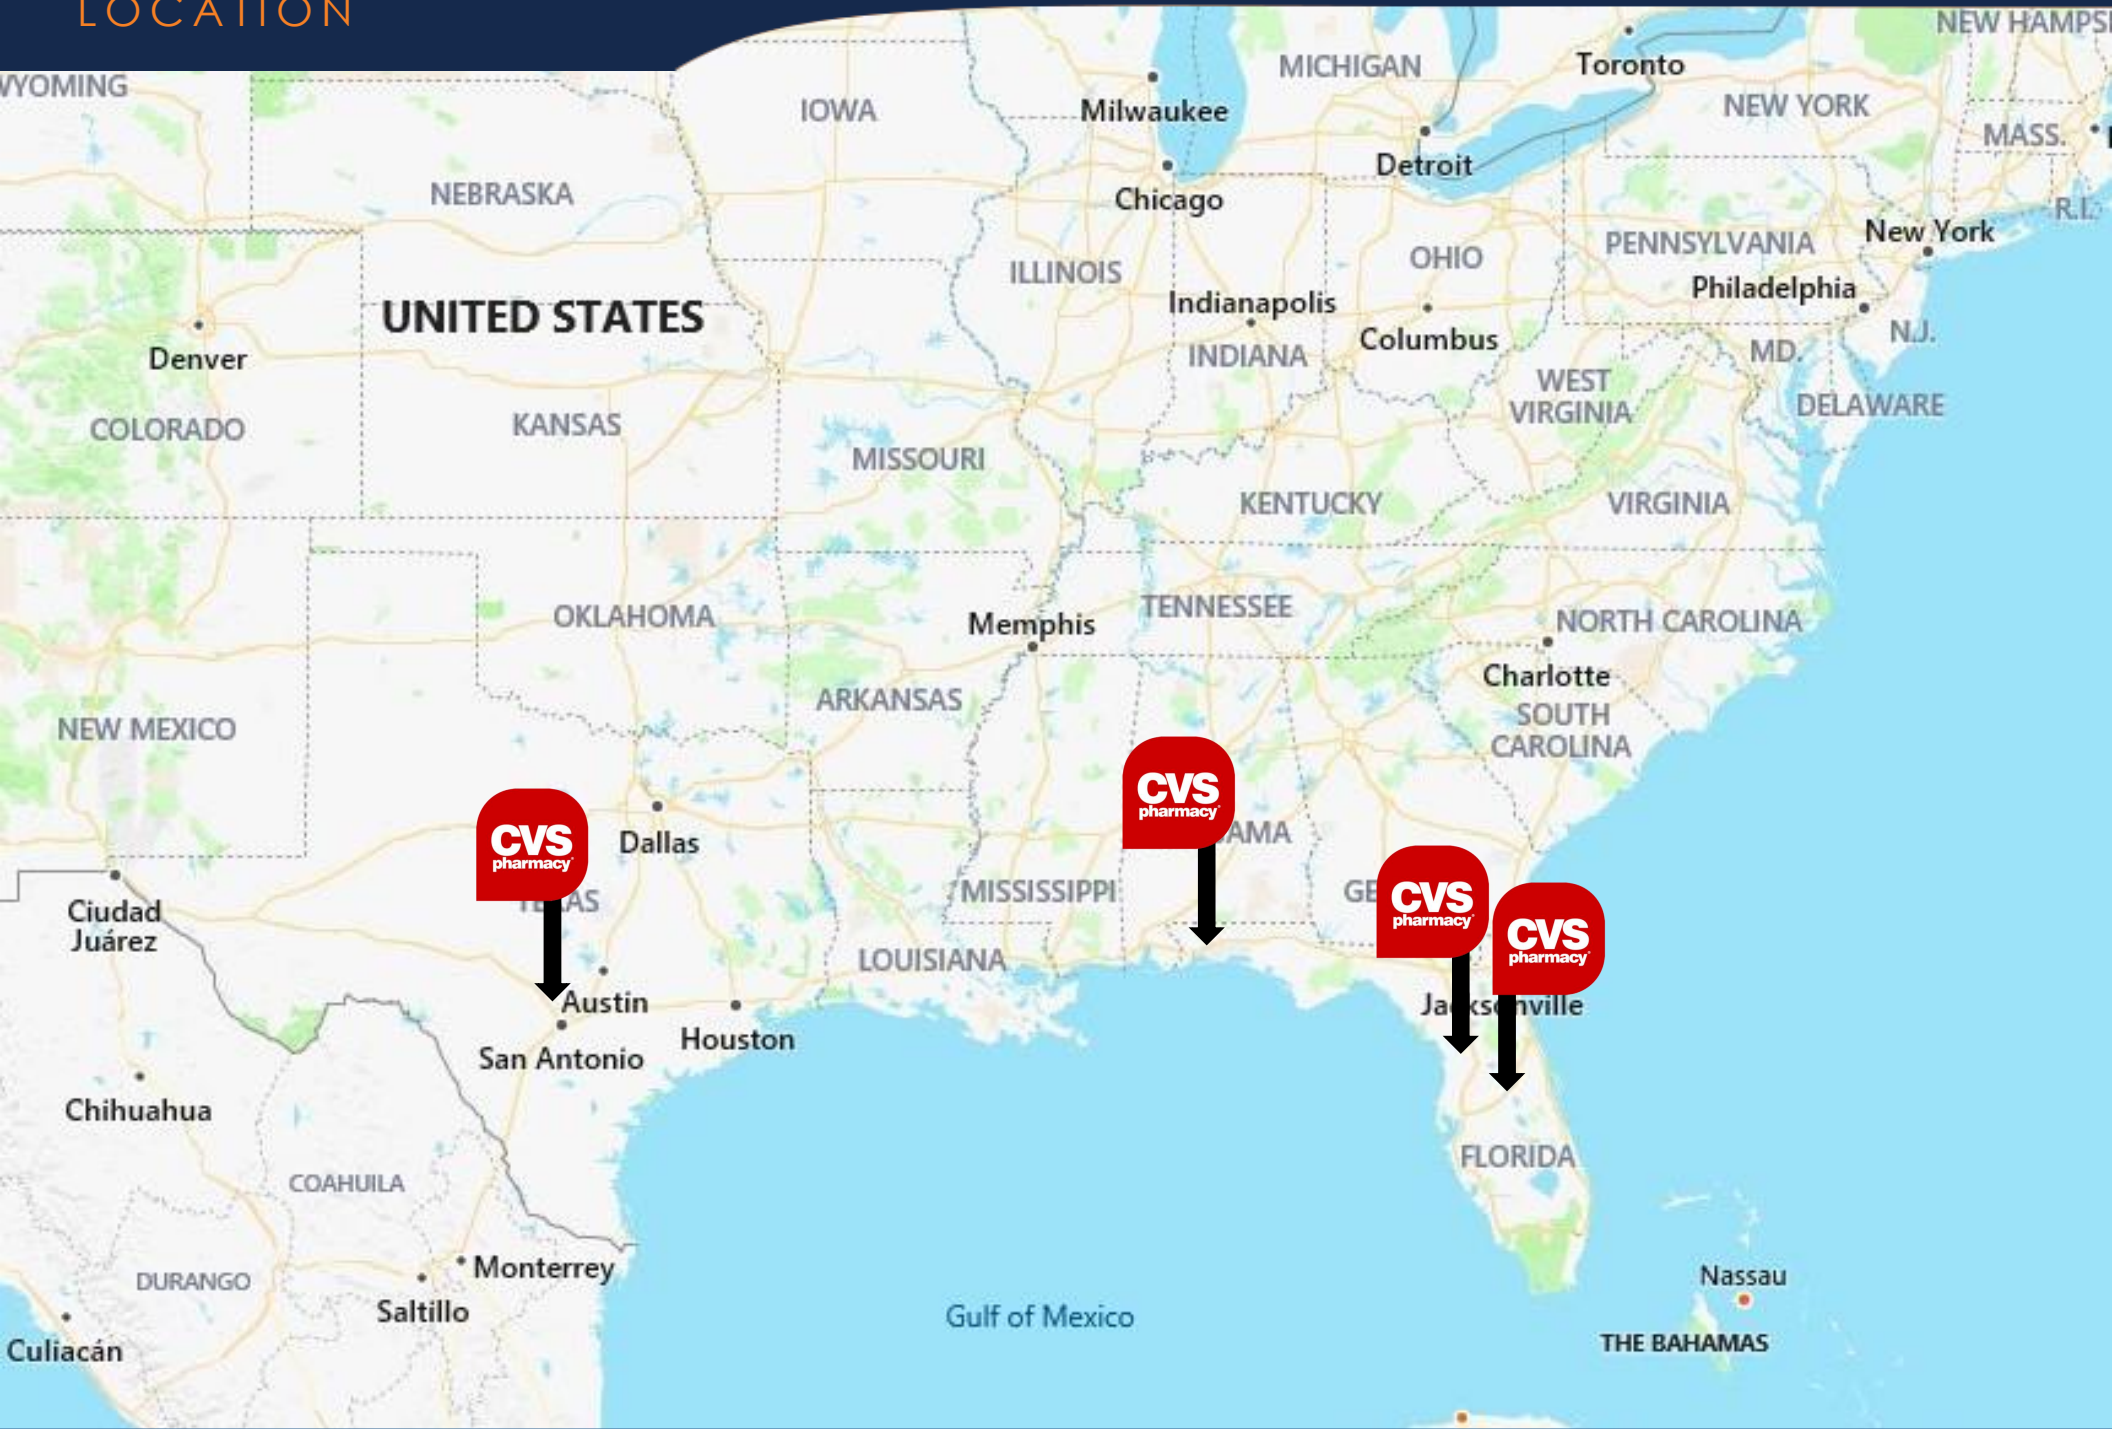 LOCATION
NEW HAMPS
MICHIGAN
Toronto
WYOMING
IOWA
Milwaukee
NEW YORK
MASS.
Detroit
NEBRASKA
Chicago
R.I.
New York
PENNSYLVANIA
OHIO
ILLINOIS
Philadelphia
Indianapolis
UNITED STATES
N.J.
Columbus
MD.
INDIANA
Denver
WEST
VIRGINIA
DELAWARE
COLORADO
KANSAS
MISSOURI
KENTUCKY
VIRGINIA
TENNESSEE
OKLAHOMA
Memphis
NORTH CAROLINA
Charlotte
ARKANSAS
SOUTH
CAROLINA
NEW MEXICO
CVS
pharmacy
AMA
CVS
pharmacy
Dallas
TEXAS
MISSISSIPPI
GE
CVS
pharmacy
CVS
pharmacy
Ciudad
Juárez
LOUISIANA
Austin
Jacksonville
Houston
San Antonio
Chihuahua
FLORIDA
COAHUILA
Monterrey
DURANGO
Nassau
Saltillo
Gulf of Mexico
THE BAHAMAS
Culiacán